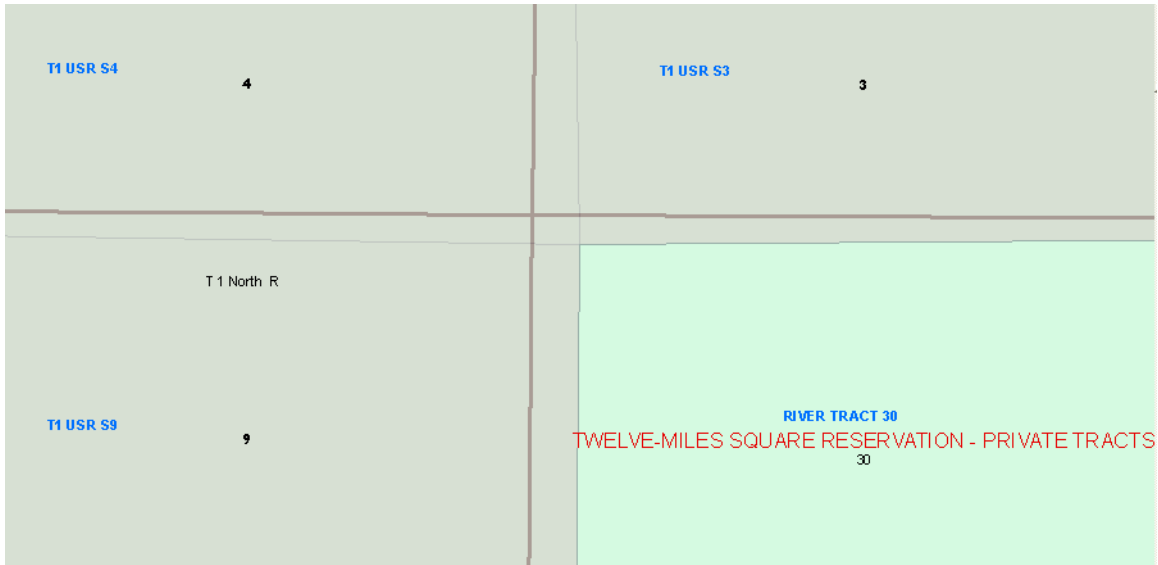 T1 USR S4
4
T1 USR S3
3
T 1 North R
T1 USR S9
9
RIVER TRACT 30
TWELVE-MILES SQUARE RESERVATION - PRIVATE TRACTS
30